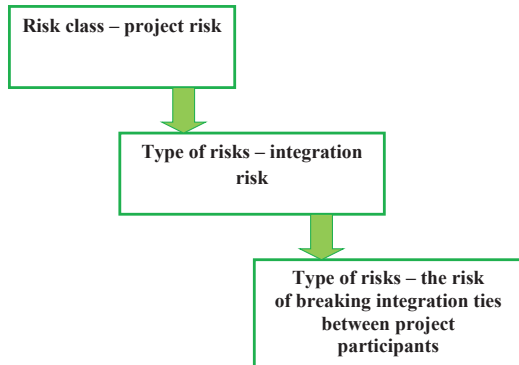 Risk class – project risk
Type of risks – integration
risk
Type of risks – the risk
of breaking integration ties
between project
participants